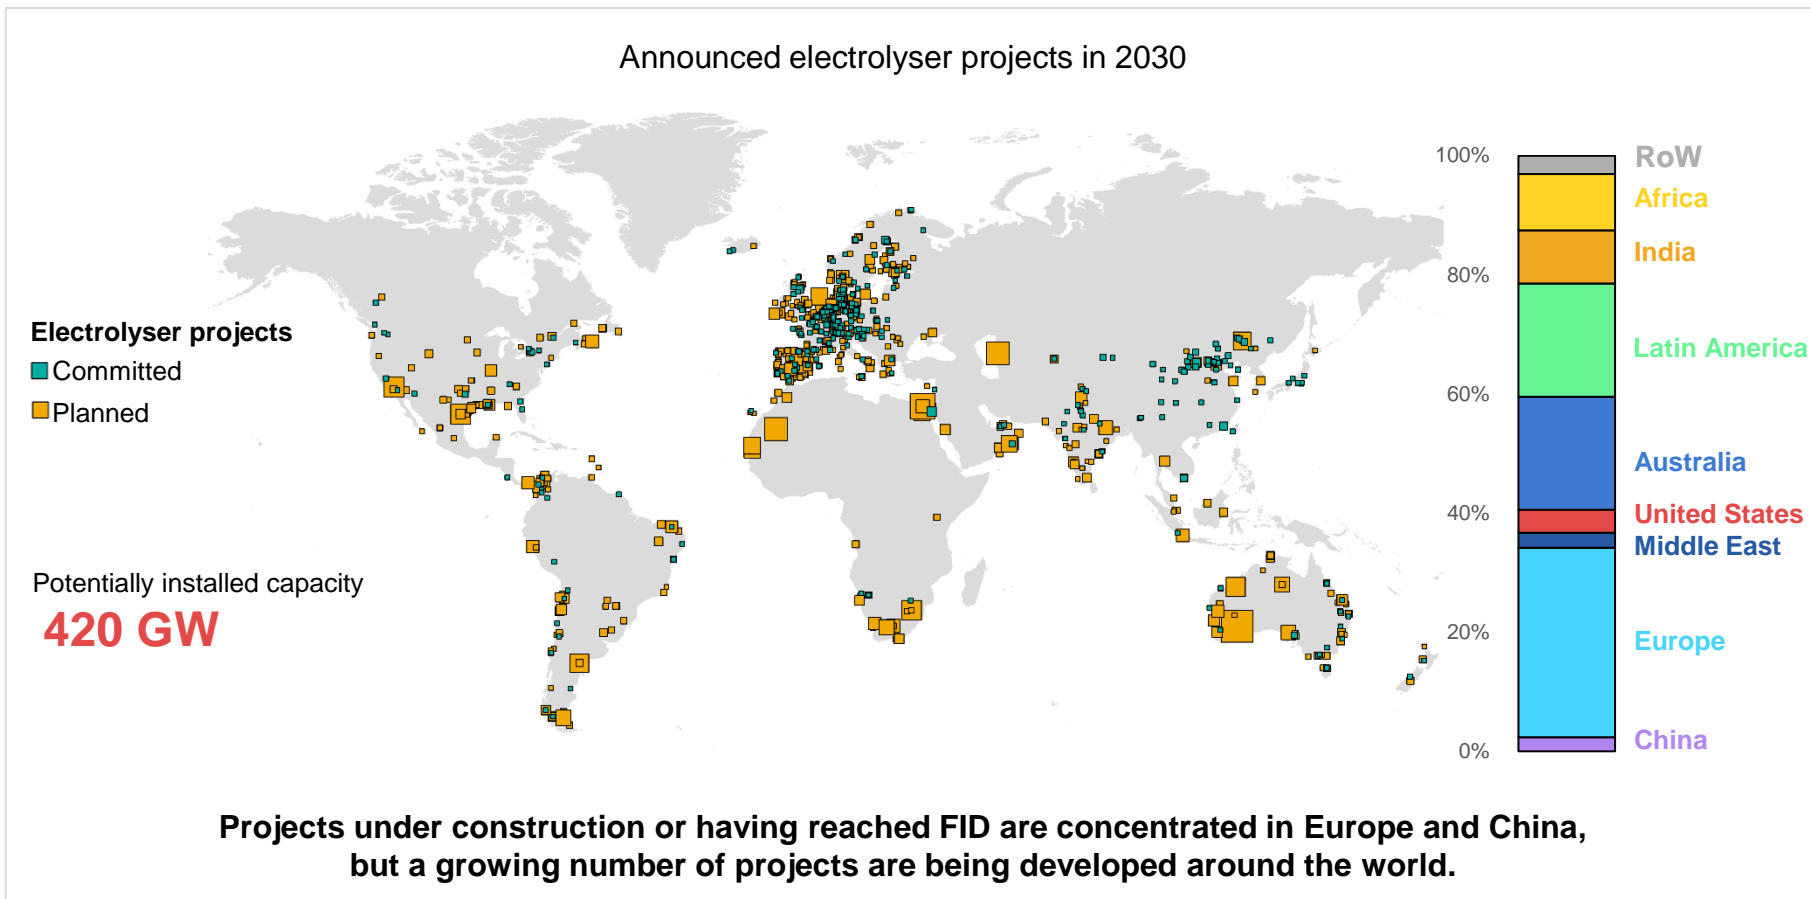 Announced electrolyser projects in 2030
Electrolyser projects
Committed
Planned
Potentially installed capacity
420 GW
100%
80%
60%
40%
20%
0%
RoW
Africa
India
Latin America
Australia
United States
Middle East
Europe
China
Projects under construction or having reached FID are concentrated in Europe and China,
but a growing number of projects are being developed around the world.